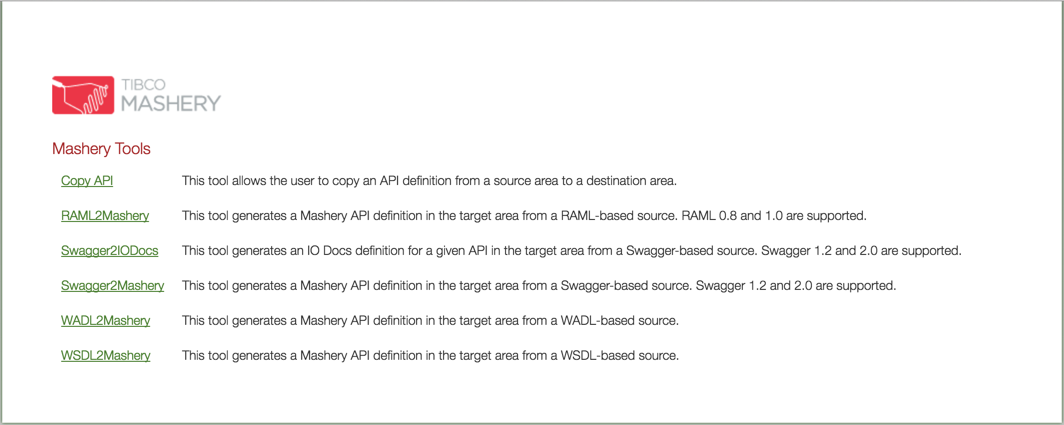 TIBCO
MASHERY
Mashery Tools
Copy API This tool allows the user to copy an API definition from a source area to a destination area.
RAML2Mashery This tool generates a Mashery API definition in the target area from a RAML-based source. RAML 0.8 and 1.0 are supported.
Swagger2IODocs This tool generates an IO Docs definition for a given API in the target area from a Swagger-based source. Swagger 1.2 and 2.0 are supported.
Swagger2Mashery This tool generates a Mashery API definition in the target area from a Swagger-based source. Swagger 1.2 and 2.0 are supported.
WADL2Mashery This tool generates a Mashery API definition in the target area from a WADL-based source.
WSDL2Mashery This tool generates a Mashery API definition in the target area from a WSDL-based source.